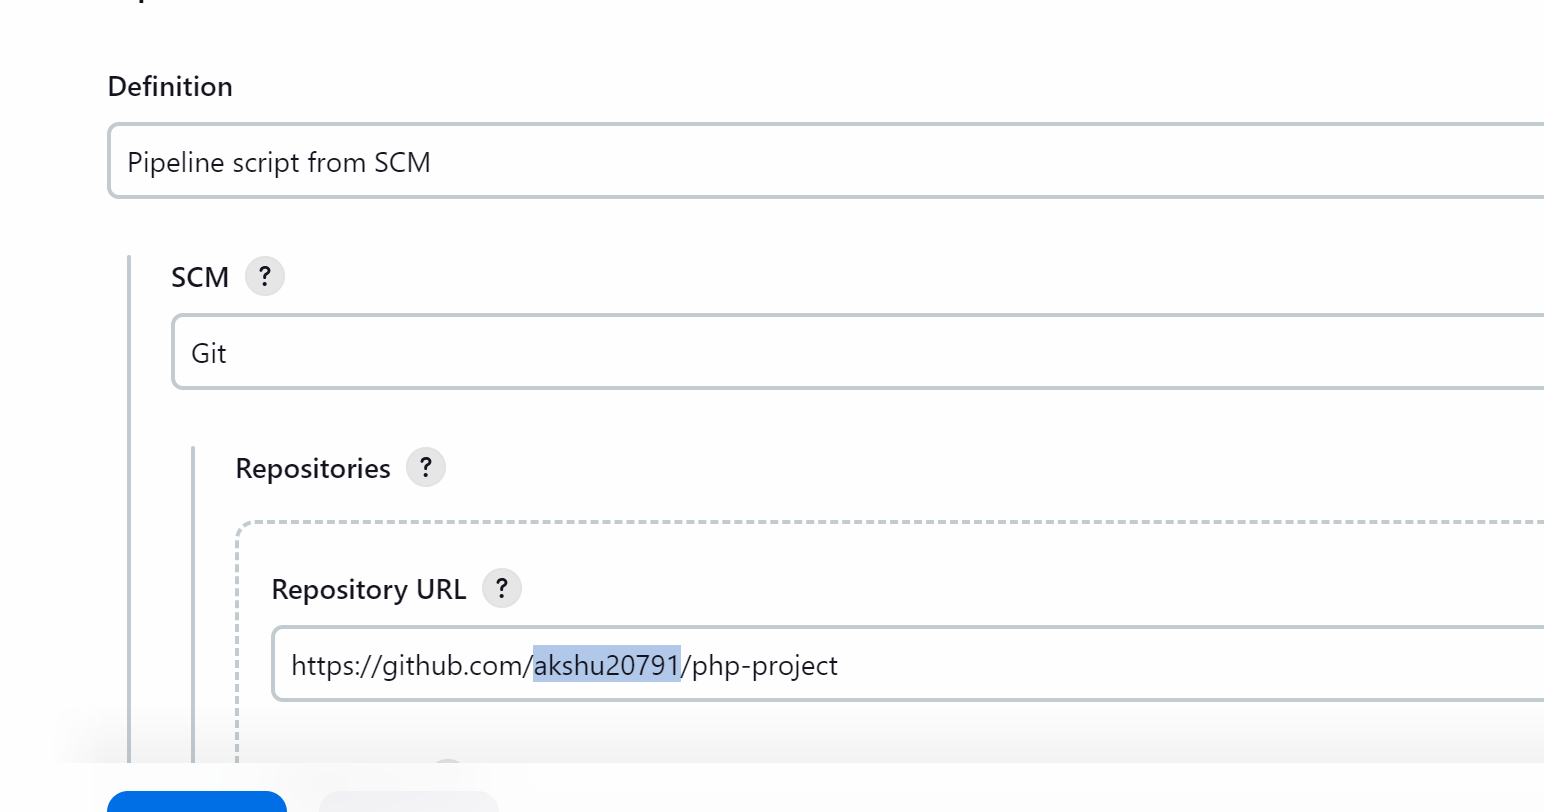 Definition
Pipeline script from SCM
SCM ?
Git
Repositories ?
Repository URL ?
https://github.com/akshu20791/php-project